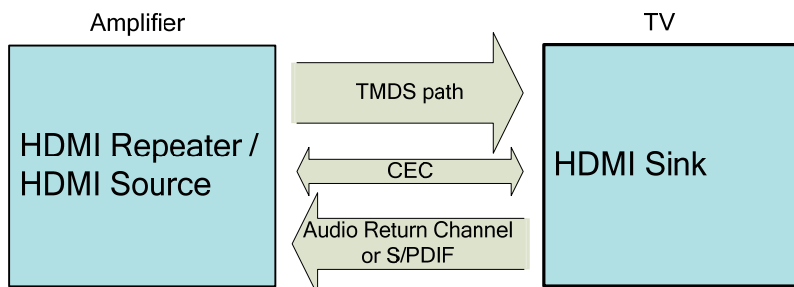 Amplifier
TV
TMDS path
HDMI Repeater /
HDMI Source
CEC
HDMI Sink
Audio Return Channel
or S/PDIF